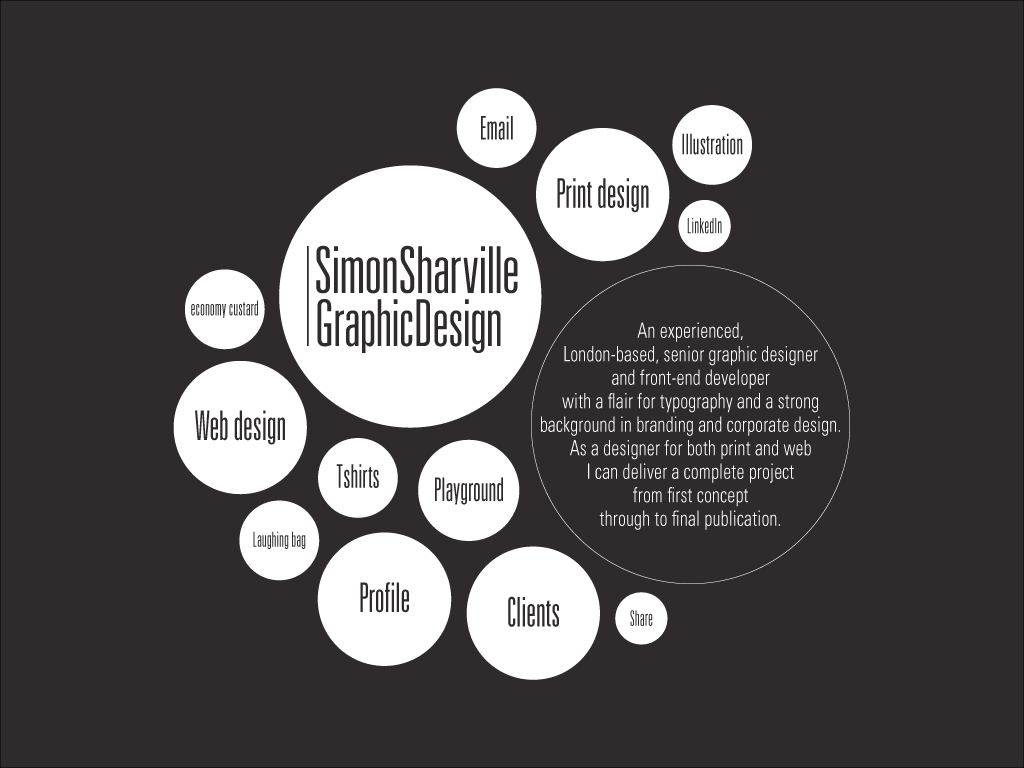 Email
Illustration
Print design
LinkedIn
SimonSharville
GraphicDesign
economy custard
An experienced,
London-based, senior graphic designer
and front-end developer
with a flair for typography and a strong
background in branding and corporate design.
As a designer for both print and web
I can deliver a complete project
from first concept
through to final publication.
Web design
Tshirts
Playground
Laughing bag
Profile
Clients
Share